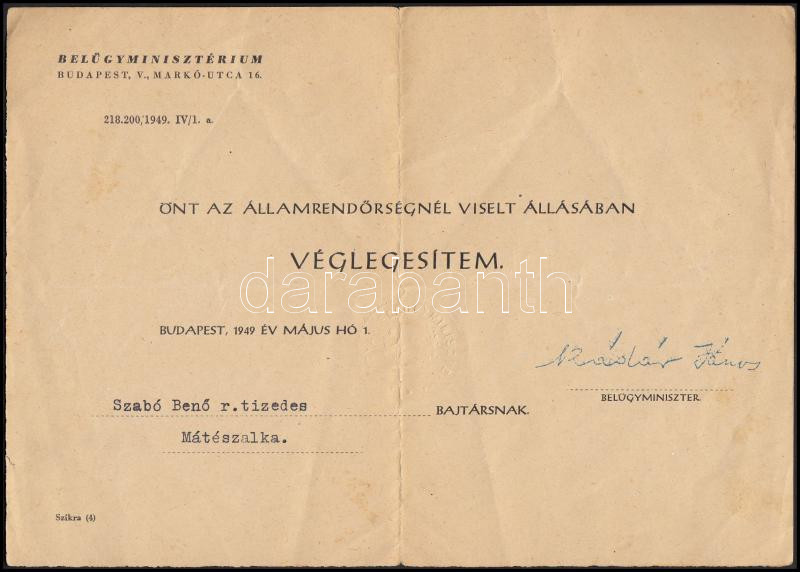 BELÜGYMINISZTÉRIUM
BUDAPEST, V., MARKÓ-UTCA 16.
218.200/1949. IV/1. a.
ÖNT AZ ÁLLAMRENDŐRSÉGNÉL VISELT ÁLLÁSÁBAN
VÉGLEGESÍTEM.
darabanth
BUDAPEST, 1949 ÉV MÁJUS HÓ 1.
Kádár János
BELÜGYMINISZTER.
Szabó Benő r.tizedes BAJTÁRSNAK.
Mátészalka.
Szikra (4)